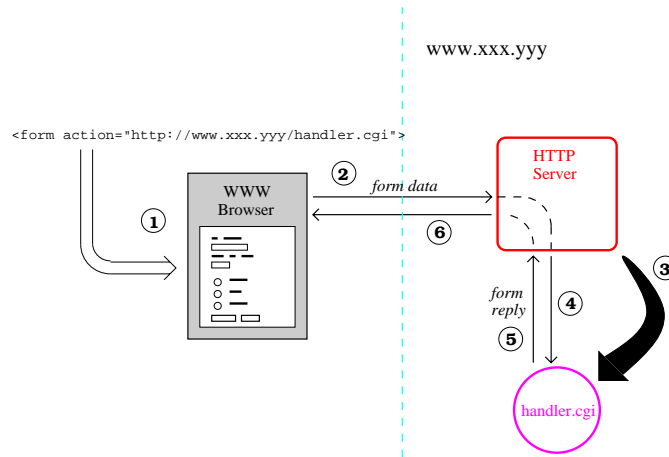 www.xxx.yyy
<form action="http://www.xxx.yyy/handler.cgi">
HTTP
Server
WWW
Browser
1
2
form data
6
3
form
reply
4
5
handler.cgi